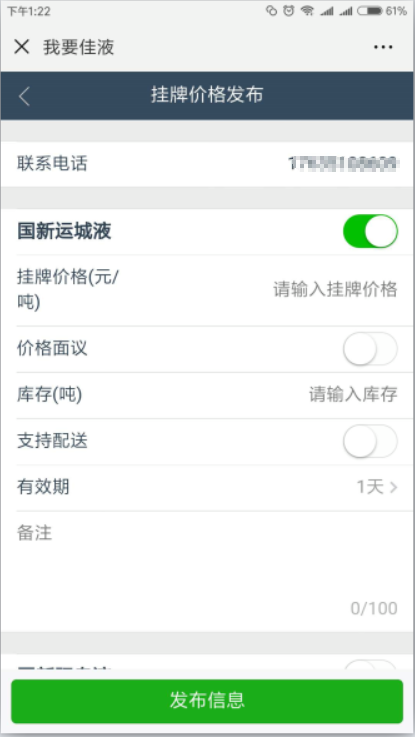 下午1:22
61%
我要佳液
挂牌价格发布
联系电话
国新运城液
挂牌价格(元/
吨)
请输入挂牌价格
价格面议
库存(吨)
请输入库存
支持配送
有效期
1天
备注
0/100
发布信息